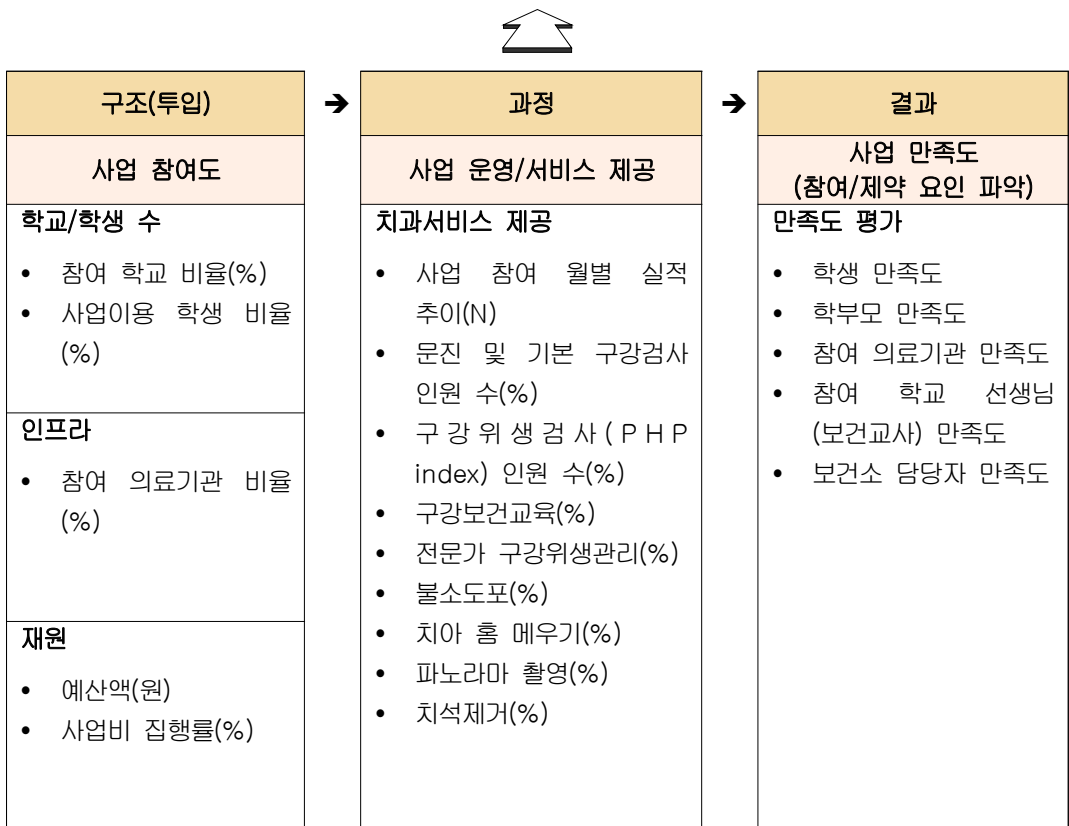 구조(투입)
➔
과정
➔
결과
사업 참여도
사업 운영/서비스 제공
사업 만족도
(참여/제약 요인 파악)
학교/학생 수
• 참여 학교 비율(%)
• 사업이용 학생 비율
(%)
인프라
• 참여 의료기관 비율
(%)
재원
• 예산액(원)
• 사업비 집행률(%)
치과서비스 제공
• 사업 참여 월별 실적
추이(N)
• 문진 및 기본 구강검사
인원 수(%)
• 구강위생검사(PHP
index) 인원 수(%)
• 구강보건교육(%)
• 전문가 구강위생관리(%)
• 불소도포(%)
• 치아 홈 메우기(%)
• 파노라마 촬영(%)
• 치석제거(%)
만족도 평가
• 학생 만족도
• 학부모 만족도
• 참여 의료기관 만족도
• 참여 학교 선생님
(보건교사) 만족도
• 보건소 담당자 만족도